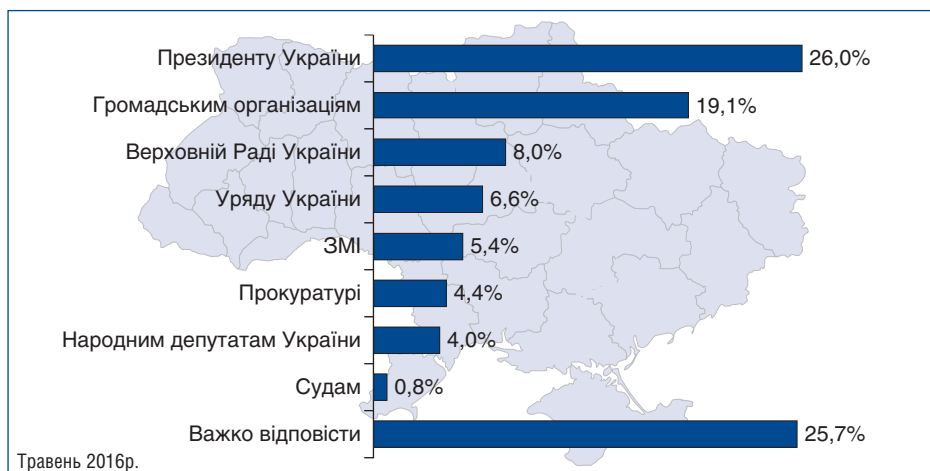 Президенту України 26,0%
Громадським організаціям 19,1%
Верховній Раді України 8,0%
Уряду України 6,6%
ЗМІ 5,4%
Прокуратурі 4,4%
Народним депутатам України 4,0%
Судам 0,8%
Важко відповісти 25,7%
Травень 2016р.